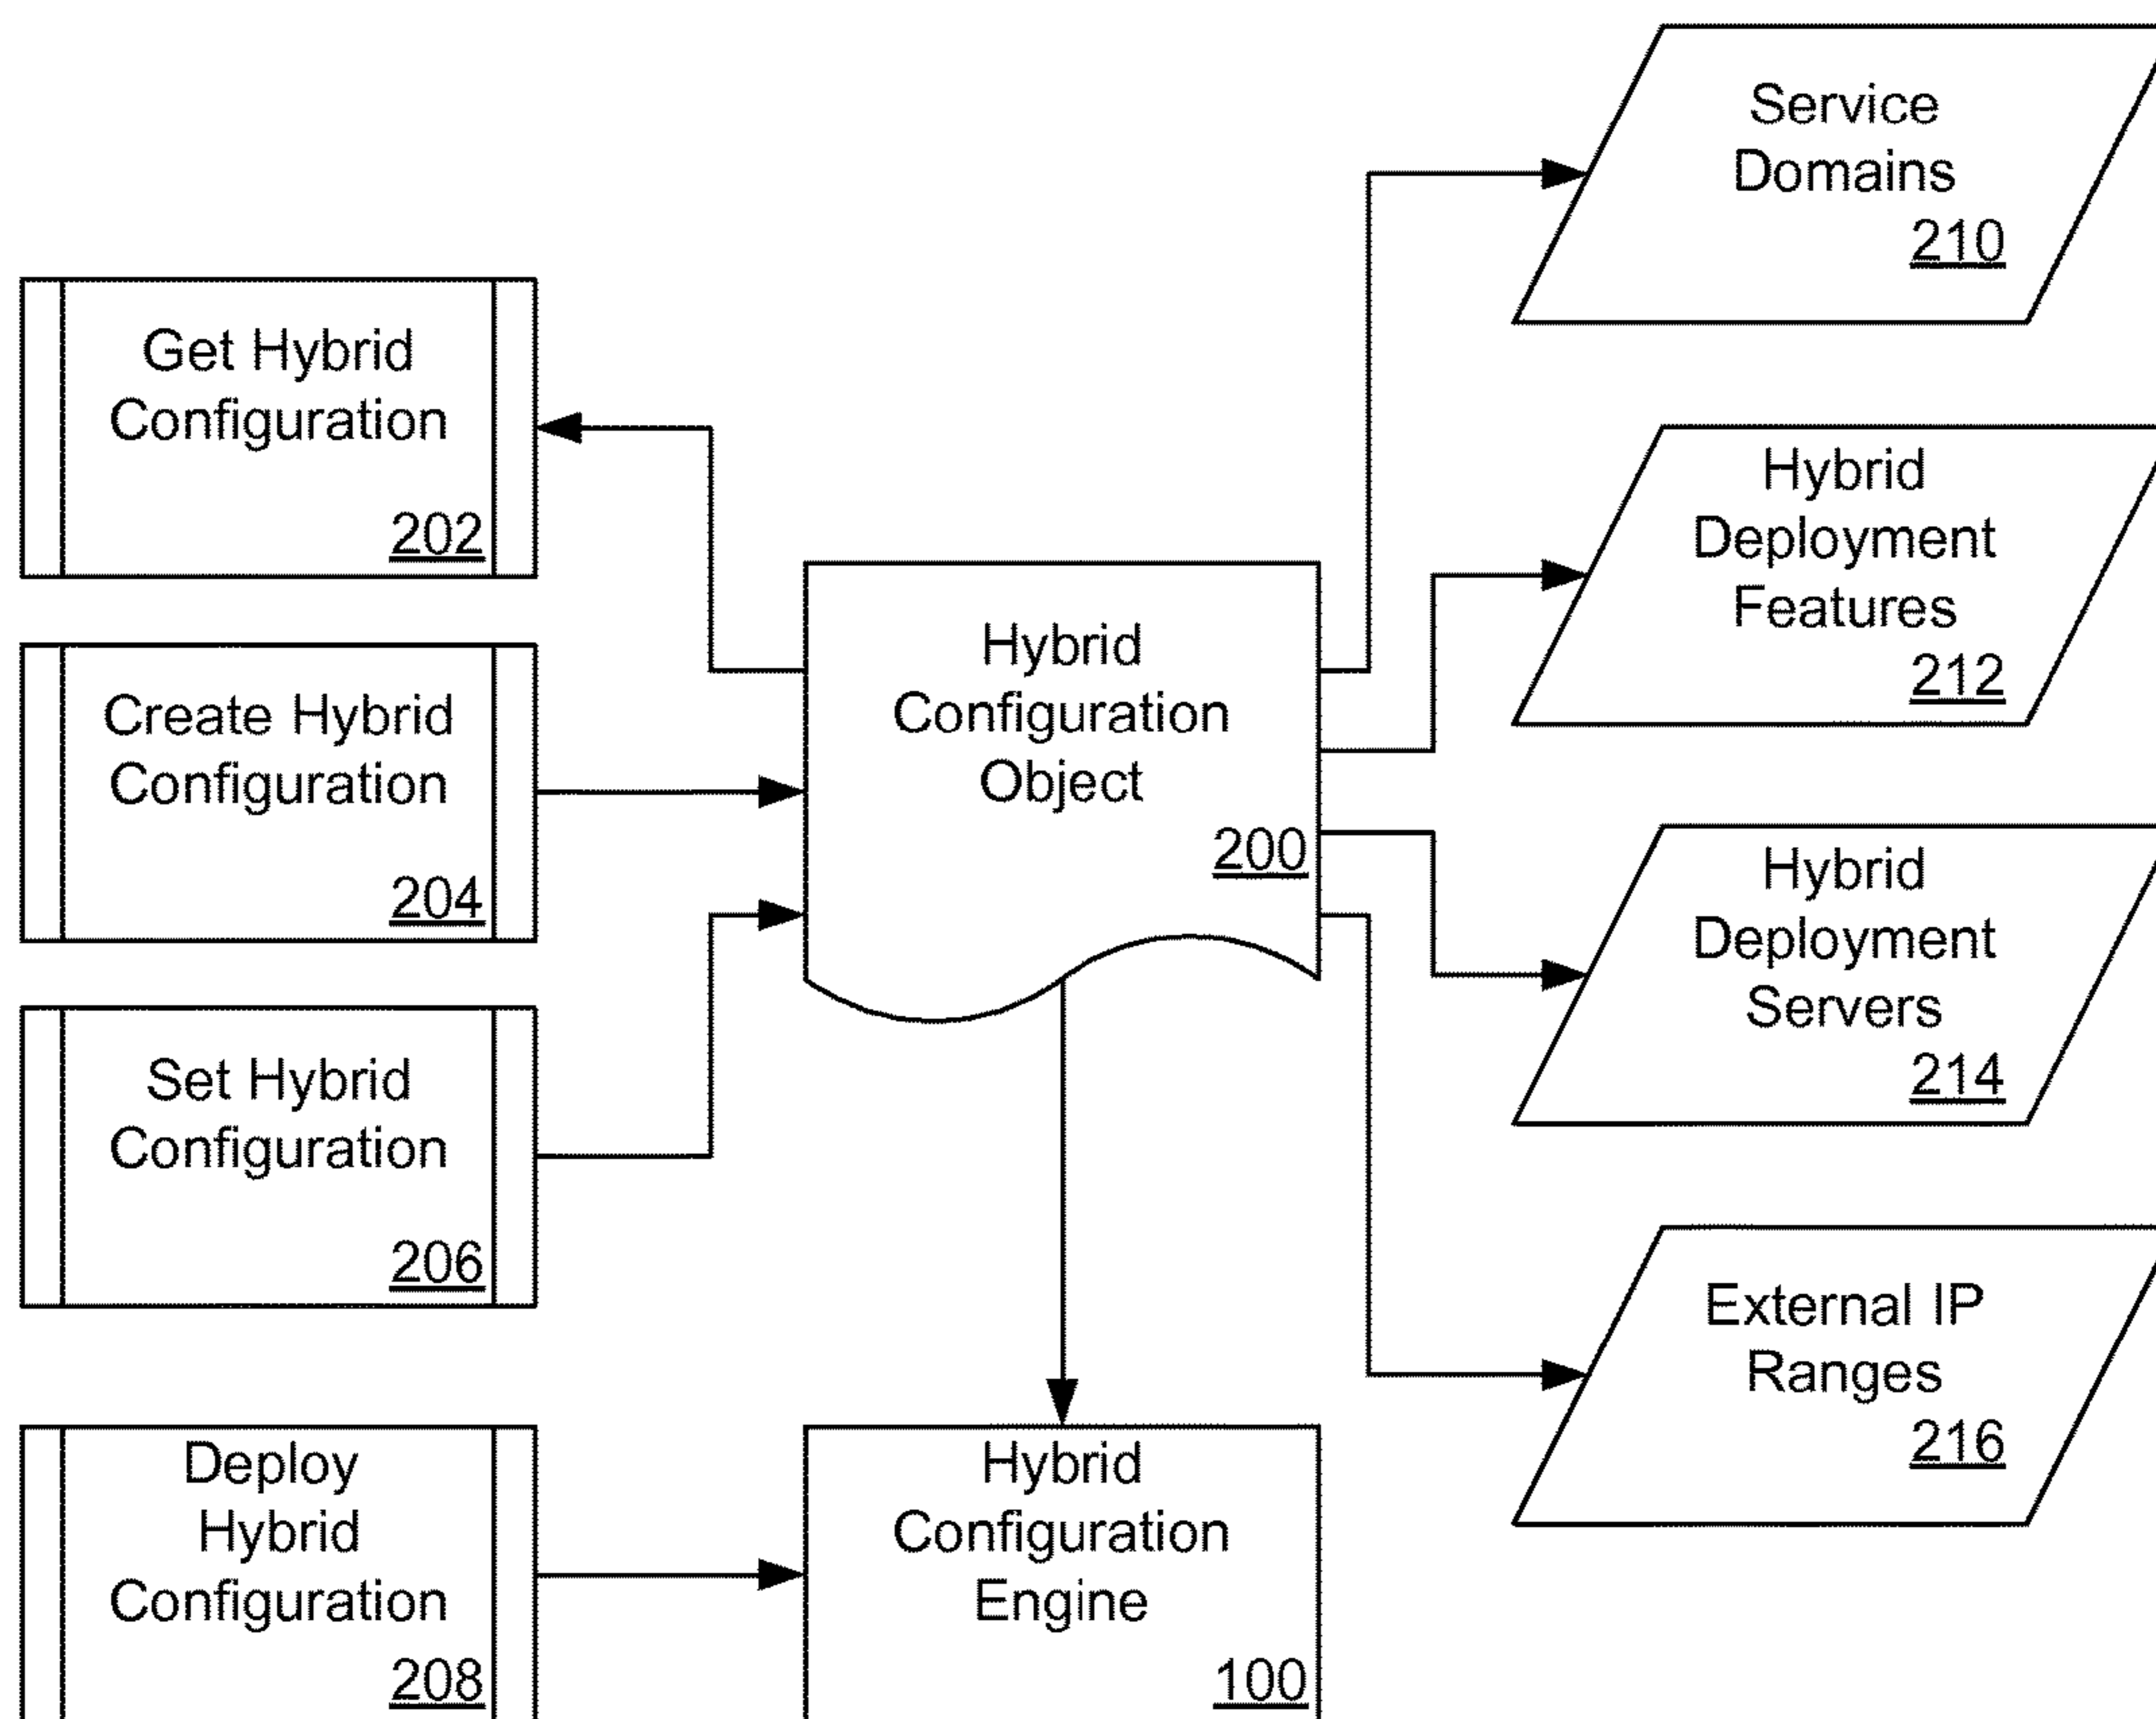 Service
Domains
210
Get Hybrid
Configuration
202
Hybrid
Deployment
Features
212
Create Hybrid
Configuration
204
Hybrid
Configuration
Object
200
Hybrid
Deployment
Servers
214
Set Hybrid
Configuration
206
External IP
Ranges
216
Deploy
Hybrid
Configuration
208
Hybrid
Configuration
Engine
100